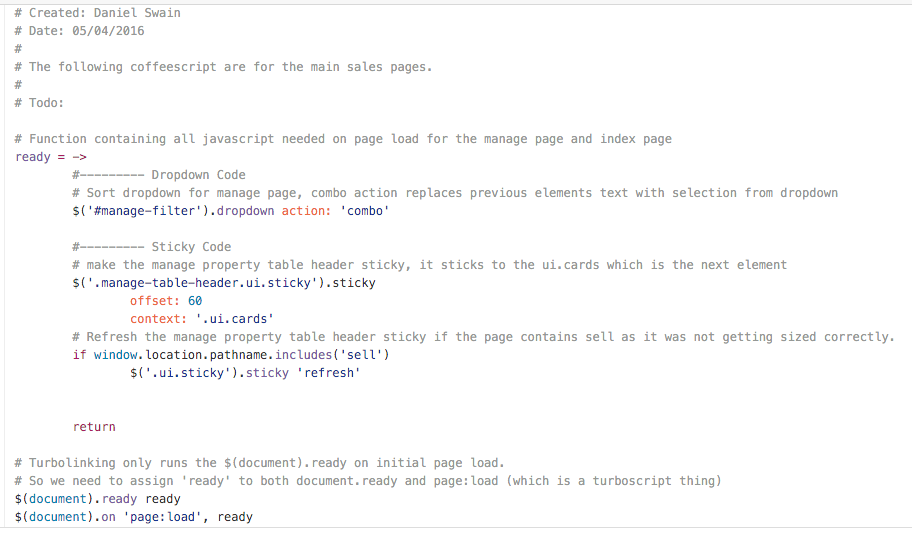 # Created: Daniel Swain
# Date: 05/04/2016
#
# The following coffeescript are for the main sales pages.
#
# Todo:
# Function containing all javascript needed on page load for the manage page and index page
ready = ->
#--------- Dropdown Code
# Sort dropdown for manage page, combo action replaces previous elements text with selection from dropdown
$('#manage-filter').dropdown action: 'combo'
#--------- Sticky Code
# make the manage property table header sticky, it sticks to the ui.cards which is the next element
$('.manage-table-header.ui.sticky').sticky
offset: 60
context: '.ui.cards'
# Refresh the manage property table header sticky if the page contains sell as it was not getting sized correctly.
if window.location.pathname.includes('sell')
$('.ui.sticky').sticky 'refresh'
return
# Turbolinking only runs the $(document).ready on initial page load.
# So we need to assign 'ready' to both document.ready and page:load (which is a turboscript thing)
$(document).ready ready
$(document).on 'page:load', ready